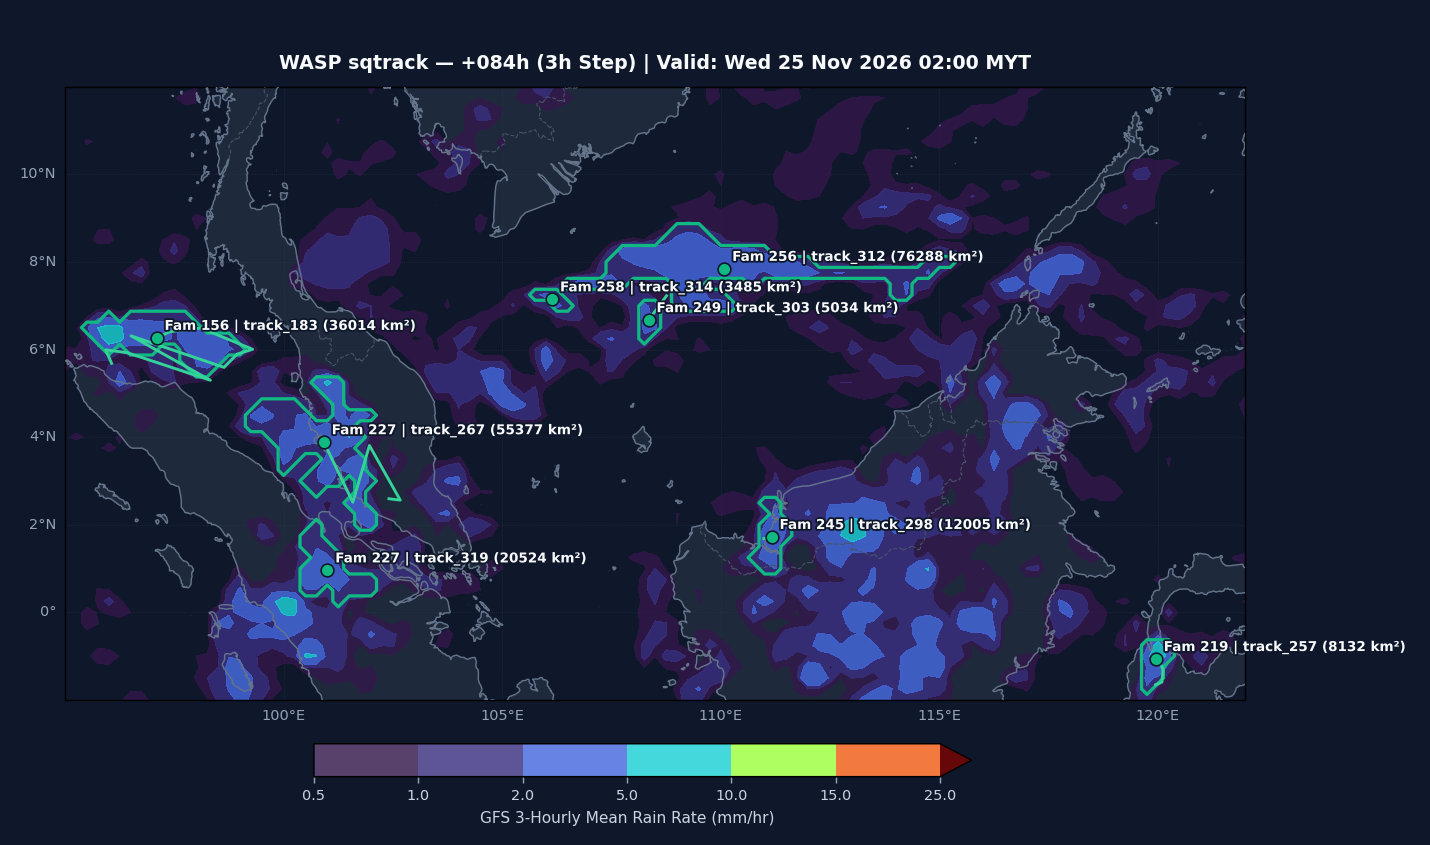 WASP sqtrack — +084h (3h Step) | Valid: Wed 25 Nov 2026 02:00 MYT
10°N
8°N
6°N
4°N
2°N
0°
Fam 256 | track_312 (76288 km²)
Fam 258 | track_314 (3485 km²)
Fam 249 | track_303 (5034 km²)
Fam 156 | track_183 (36014 km²)
Fam 227 | track_267 (55377 km²)
Fam 245 | track_298 (12005 km²)
Fam 227 | track_319 (20524 km²)
Fam 219 | track_257 (8132 km²)
100°E 105°E 110°E 115°E 120°E
0.5 1.0 2.0 5.0 10.0 15.0 25.0
GFS 3-Hourly Mean Rain Rate (mm/hr)